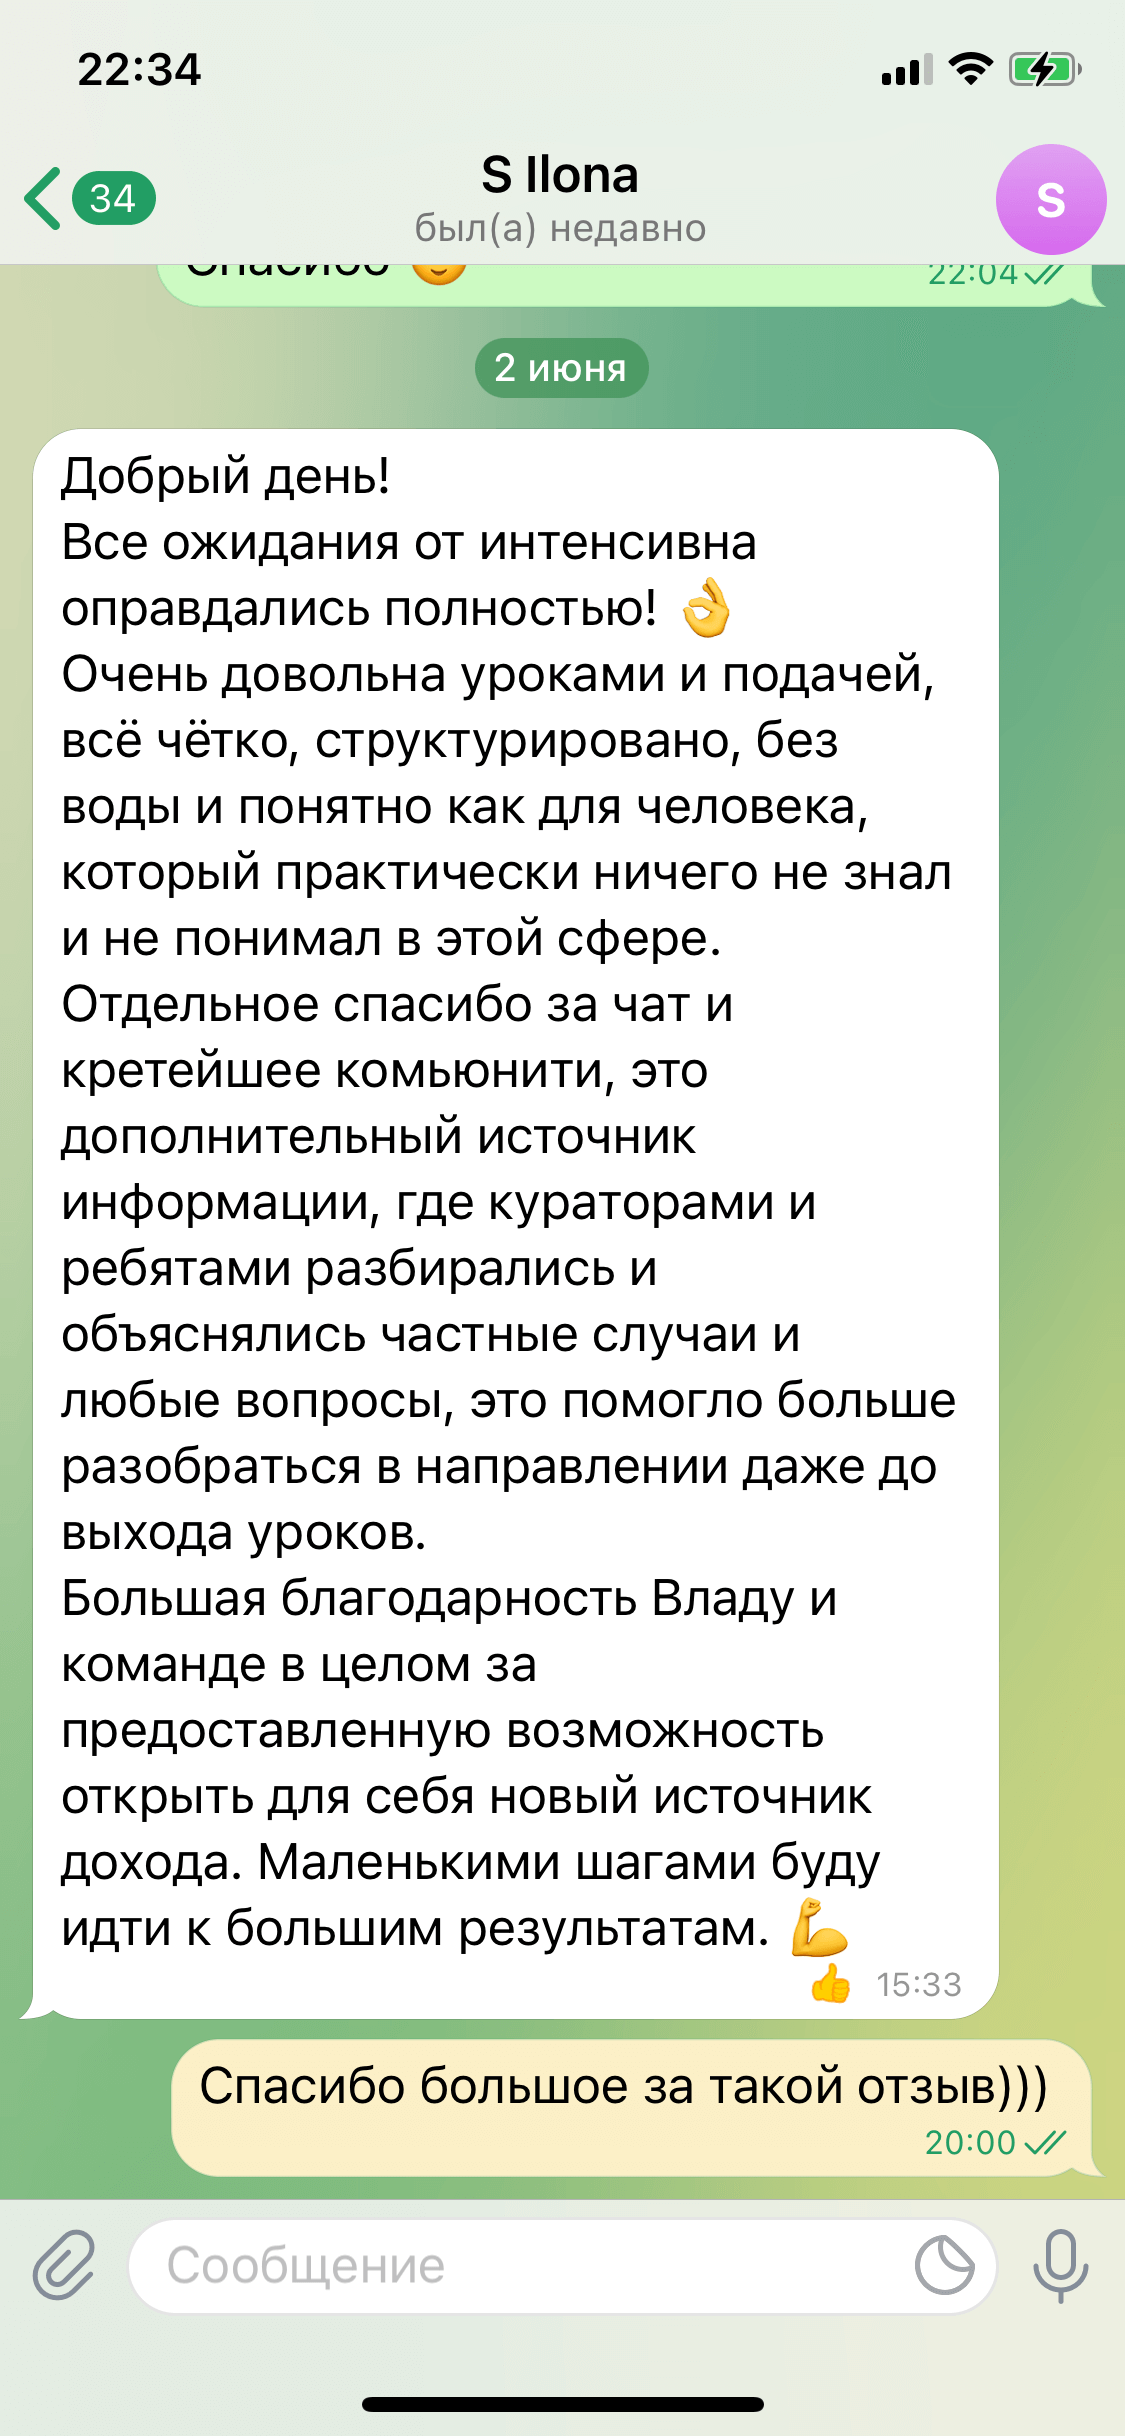 22:34
34
S Ilona
был(а) недавно
S
Спасибо 😊
22:04
2 июня
Добрый день!
Все ожидания от интенсивна
оправдались полностью! 👌
Очень довольна уроками и подачей,
всё чётко, структурировано, без
воды и понятно как для человека,
который практически ничего не знал
и не понимал в этой сфере.
Отдельное спасибо за чат и
кретейшее комьюнити, это
дополнительный источник
информации, где кураторами и
ребятами разбирались и
объяснялись частные случаи и
любые вопросы, это помогло больше
разобраться в направлении даже до
выхода уроков.
Большая благодарность Владу и
команде в целом за
предоставленную возможность
открыть для себя новый источник
дохода. Маленькими шагами буду
идти к большим результатам. 💪
👍 15:33
Спасибо большое за такой отзыв)))
20:00
Сообщение